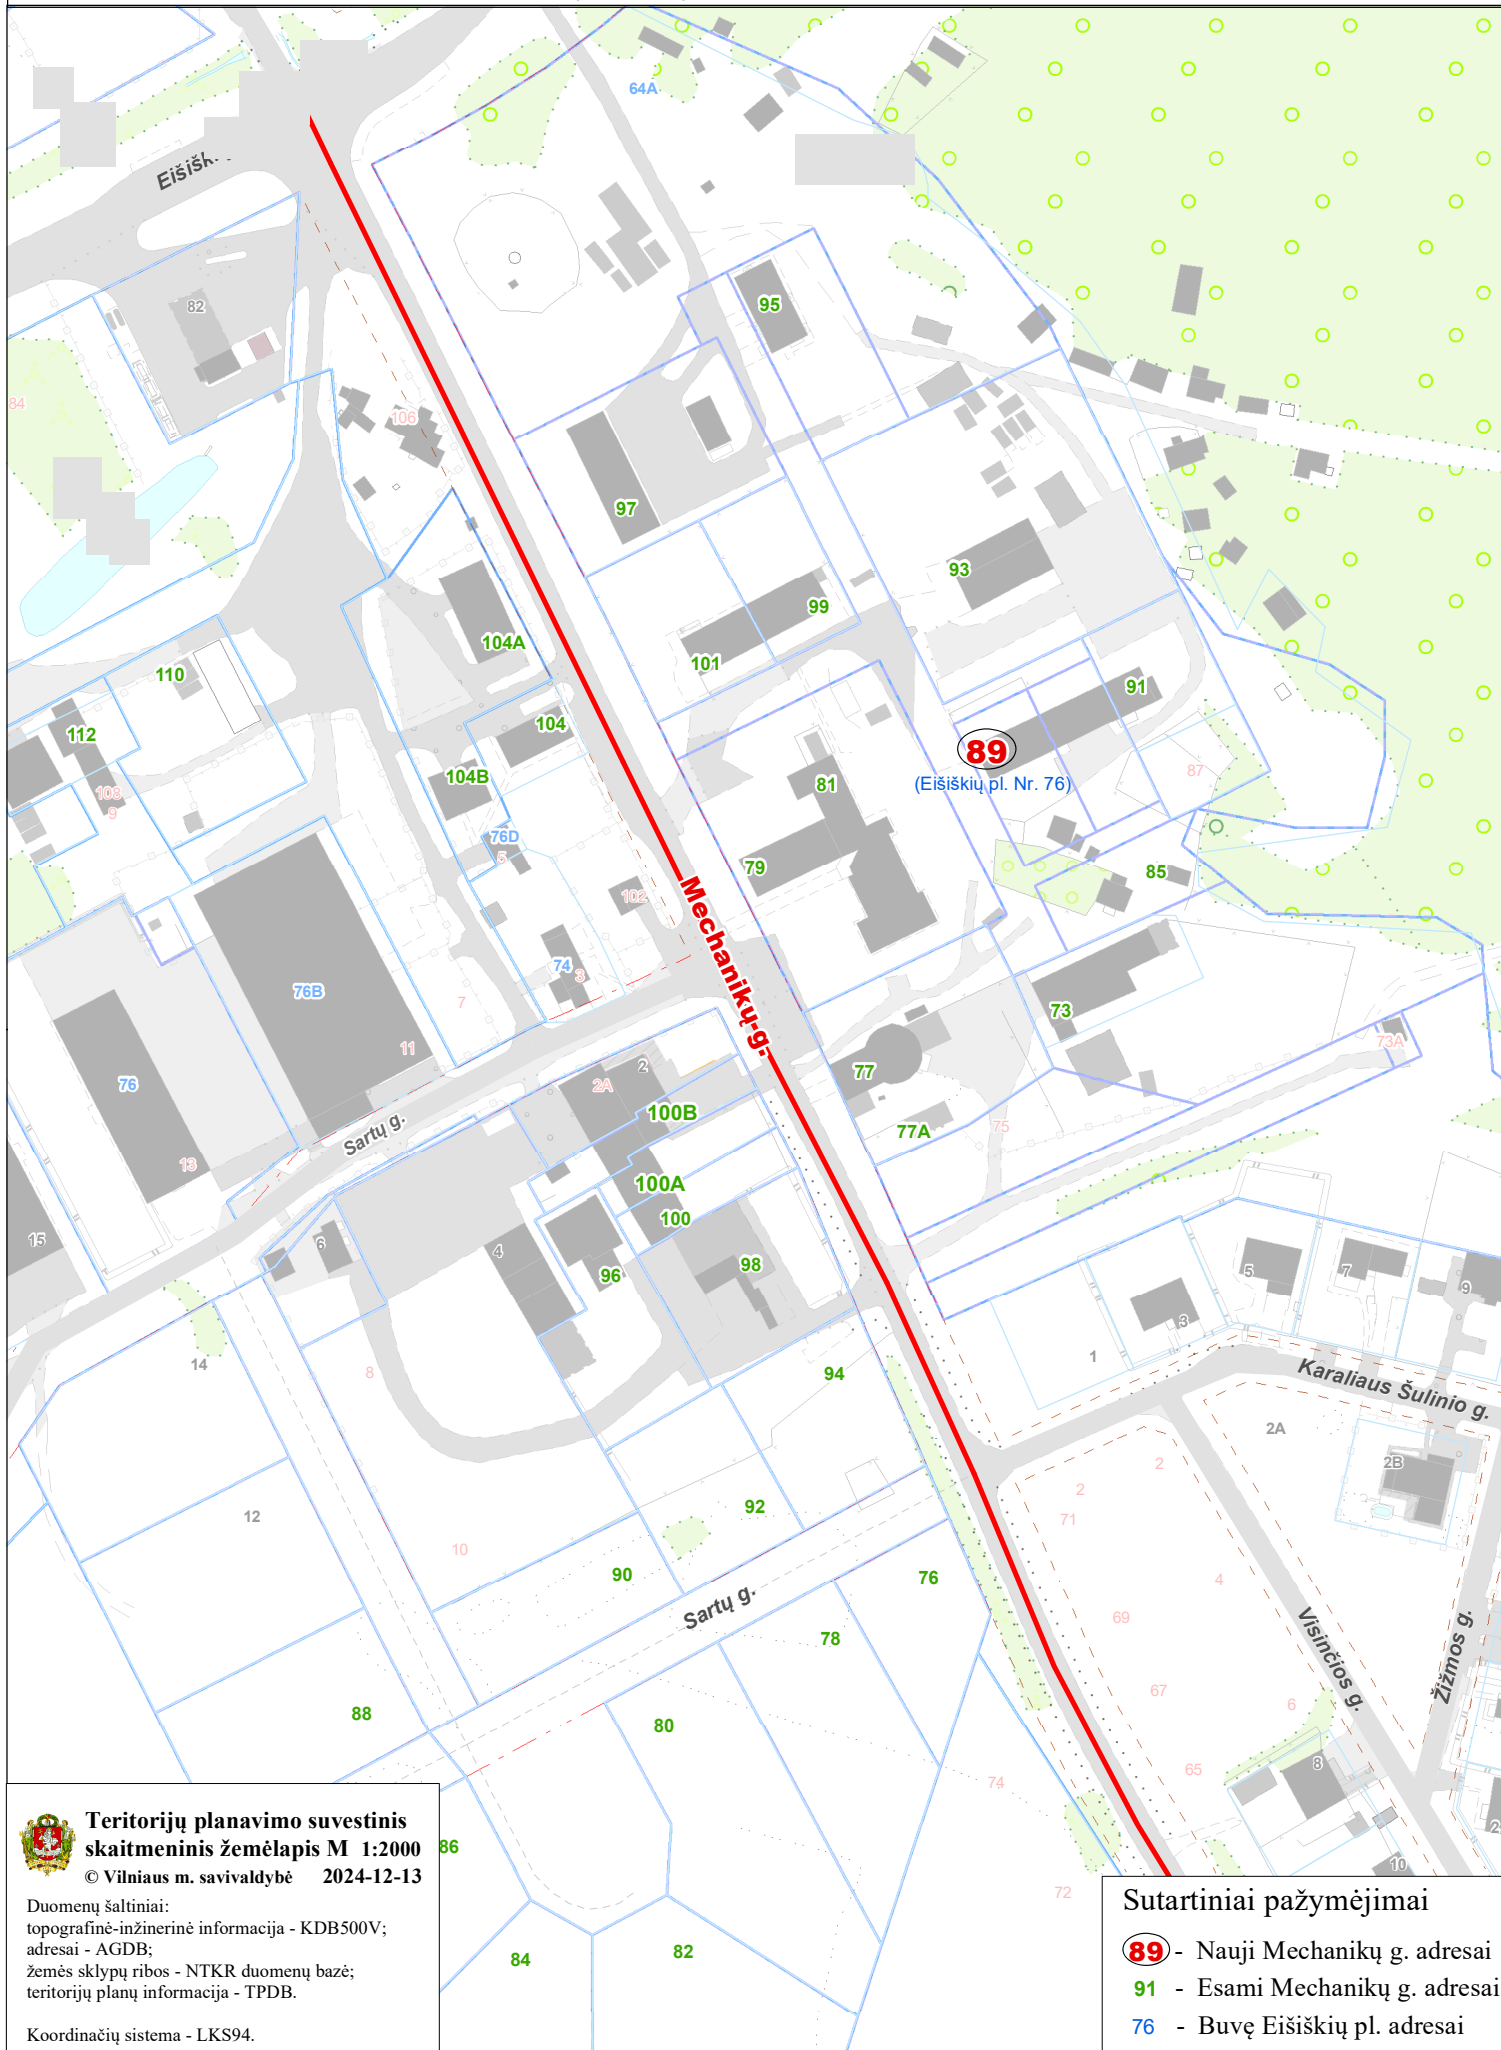 64A
95
82
84
106
97
93
99
101
104A
91
110
104
112
89
(Eišiškių pl. Nr. 76)
104B
81
87
108
9
76D
5
79
85
102
Mechanikų g.
74
3
76B
7
73
11
73A
2
77
76
2A
100B
Sartų g.
77A
75
13
100A
100
15
6
4
98
96
5
7
9
3
1
14
8
94
Karaliaus Šulinio g.
2A
2
2B
2
92
12
71
10
90
76
4
Sartų g.
69
78
Visinčios g.
Žižmos g.
67
6
88
80
65
74
8
86
10
72
84
82
Teritorijų planavimo suvestinis
skaitmeninis žemėlapis M 1:2000
© Vilniaus m. savivaldybė 2024-12-13
Duomenų šaltiniai:
topografinė-inžinerinė informacija - KDB500V;
adresai - AGDB;
žemės sklypų ribos - NTKR duomenų bazė;
teritorijų planų informacija - TPDB.
Koordinačių sistema - LKS94.
Sutartiniai pažymėjimai
89 - Nauji Mechanikų g. adresai
91 - Esami Mechanikų g. adresai
76 - Buvę Eišiškių pl. adresai